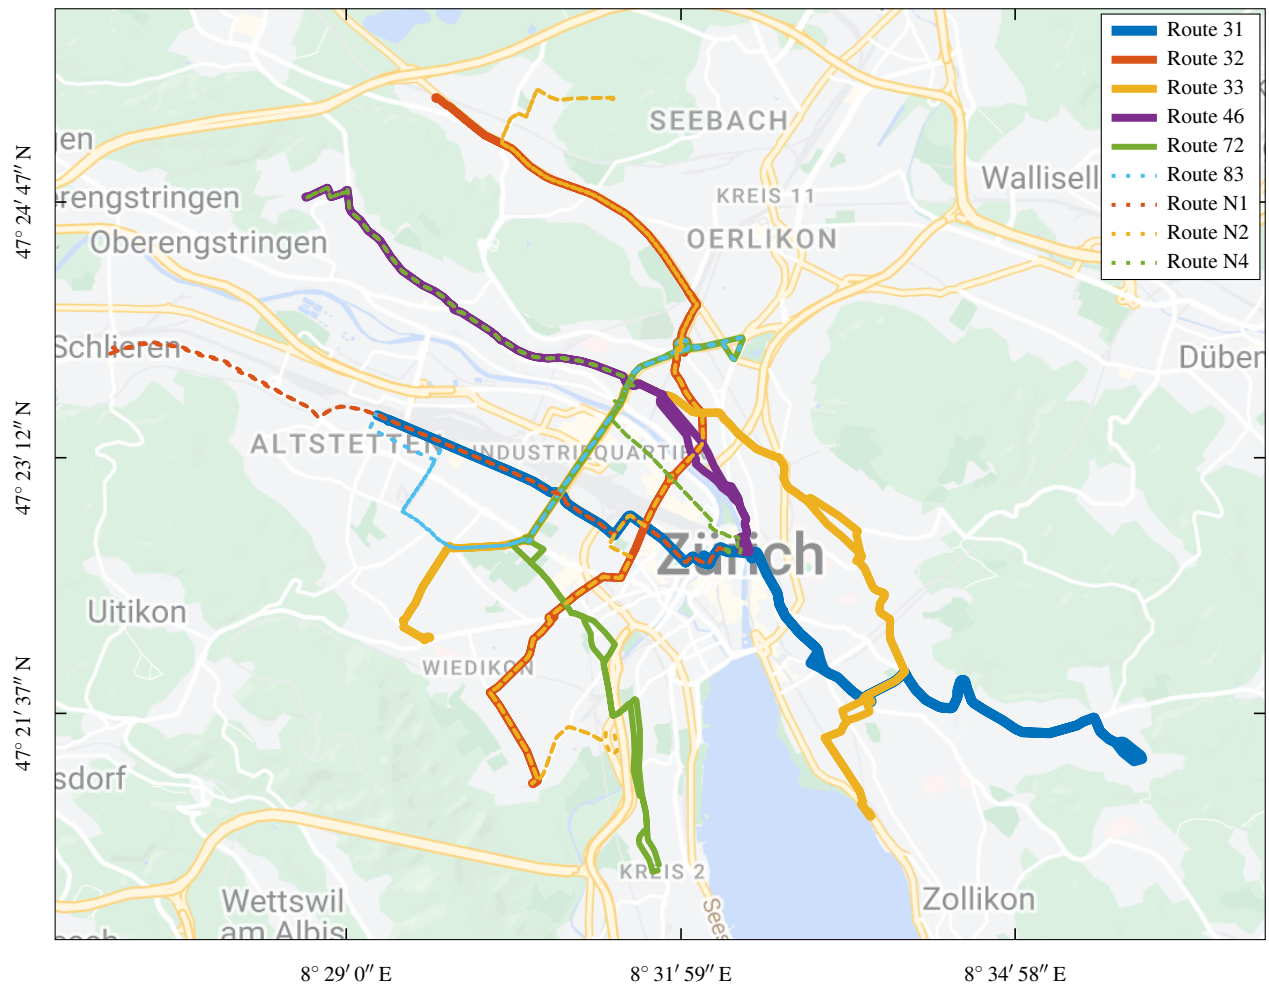 Route 31
Route 32
Route 33
Route 46
Route 72
Route 83
Route N1
Route N2
Route N4
SEEBACH
gen
Wallisell
KREIS 11
rengstringen
OERLIKON
Oberengstringen
Schlieren
Düben
ALTSTETTEN
INDUSTRIEQUARTIER
Zürich
Uitikon
WIEDIKON
sdorf
KREIS 2
Wettswil
am Albis
Zollikon
Sees
47° 24′ 47″ N
47° 23′ 12″ N
47° 21′ 37″ N
8° 29′ 0″ E
8° 31′ 59″ E
8° 34′ 58″ E